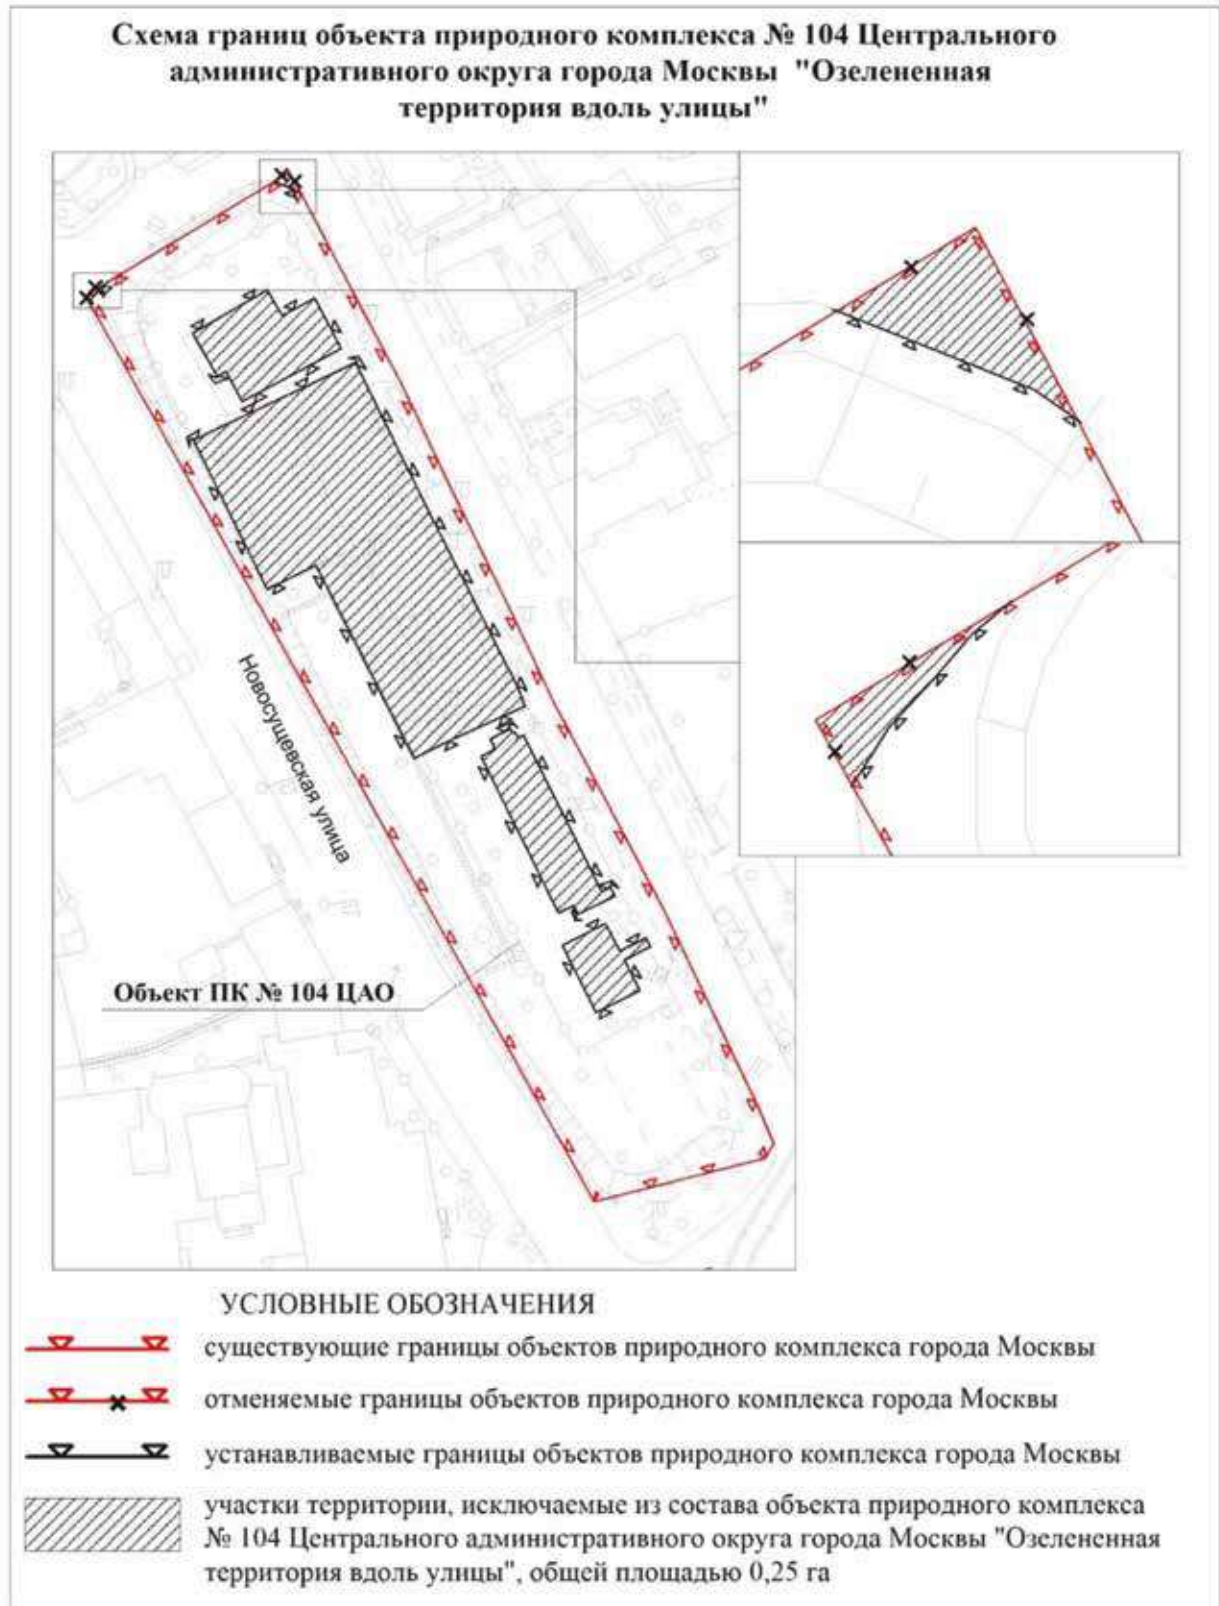 Схема границ объекта природного комплекса № 104 Центрального
административного округа города Москвы "Озелененная
территория вдоль улицы"
Новосущевская улица
Объект ПК № 104 ЦАО
УСЛОВНЫЕ ОБОЗНАЧЕНИЯ
существующие границы объектов природного комплекса города Москвы
отменяемые границы объектов природного комплекса города Москвы
устанавливаемые границы объектов природного комплекса города Москвы
участки территории, исключаемые из состава объекта природного комплекса
№ 104 Центрального административного округа города Москвы "Озелененная
территория вдоль улицы", общей площадью 0,25 га